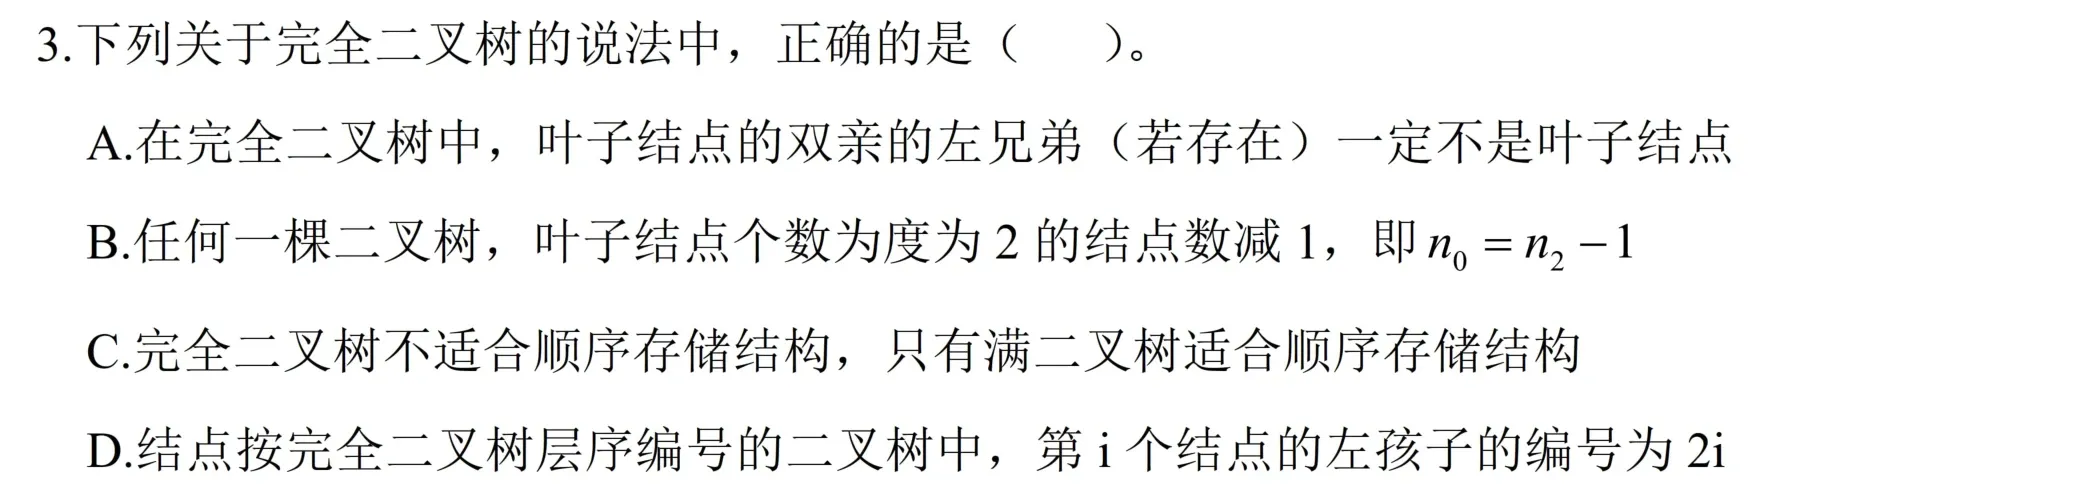 3.下列关于完全二叉树的说法中，正确的是（　　）。
A.在完全二叉树中，叶子结点的双亲的左兄弟（若存在）一定不是叶子结点
B.任何一棵二叉树，叶子结点个数为度为 2 的结点数减 1，即 n₀ = n₂ − 1
C.完全二叉树不适合顺序存储结构，只有满二叉树适合顺序存储结构
D.结点按完全二叉树层序编号的二叉树中，第 i 个结点的左孩子的编号为 2i